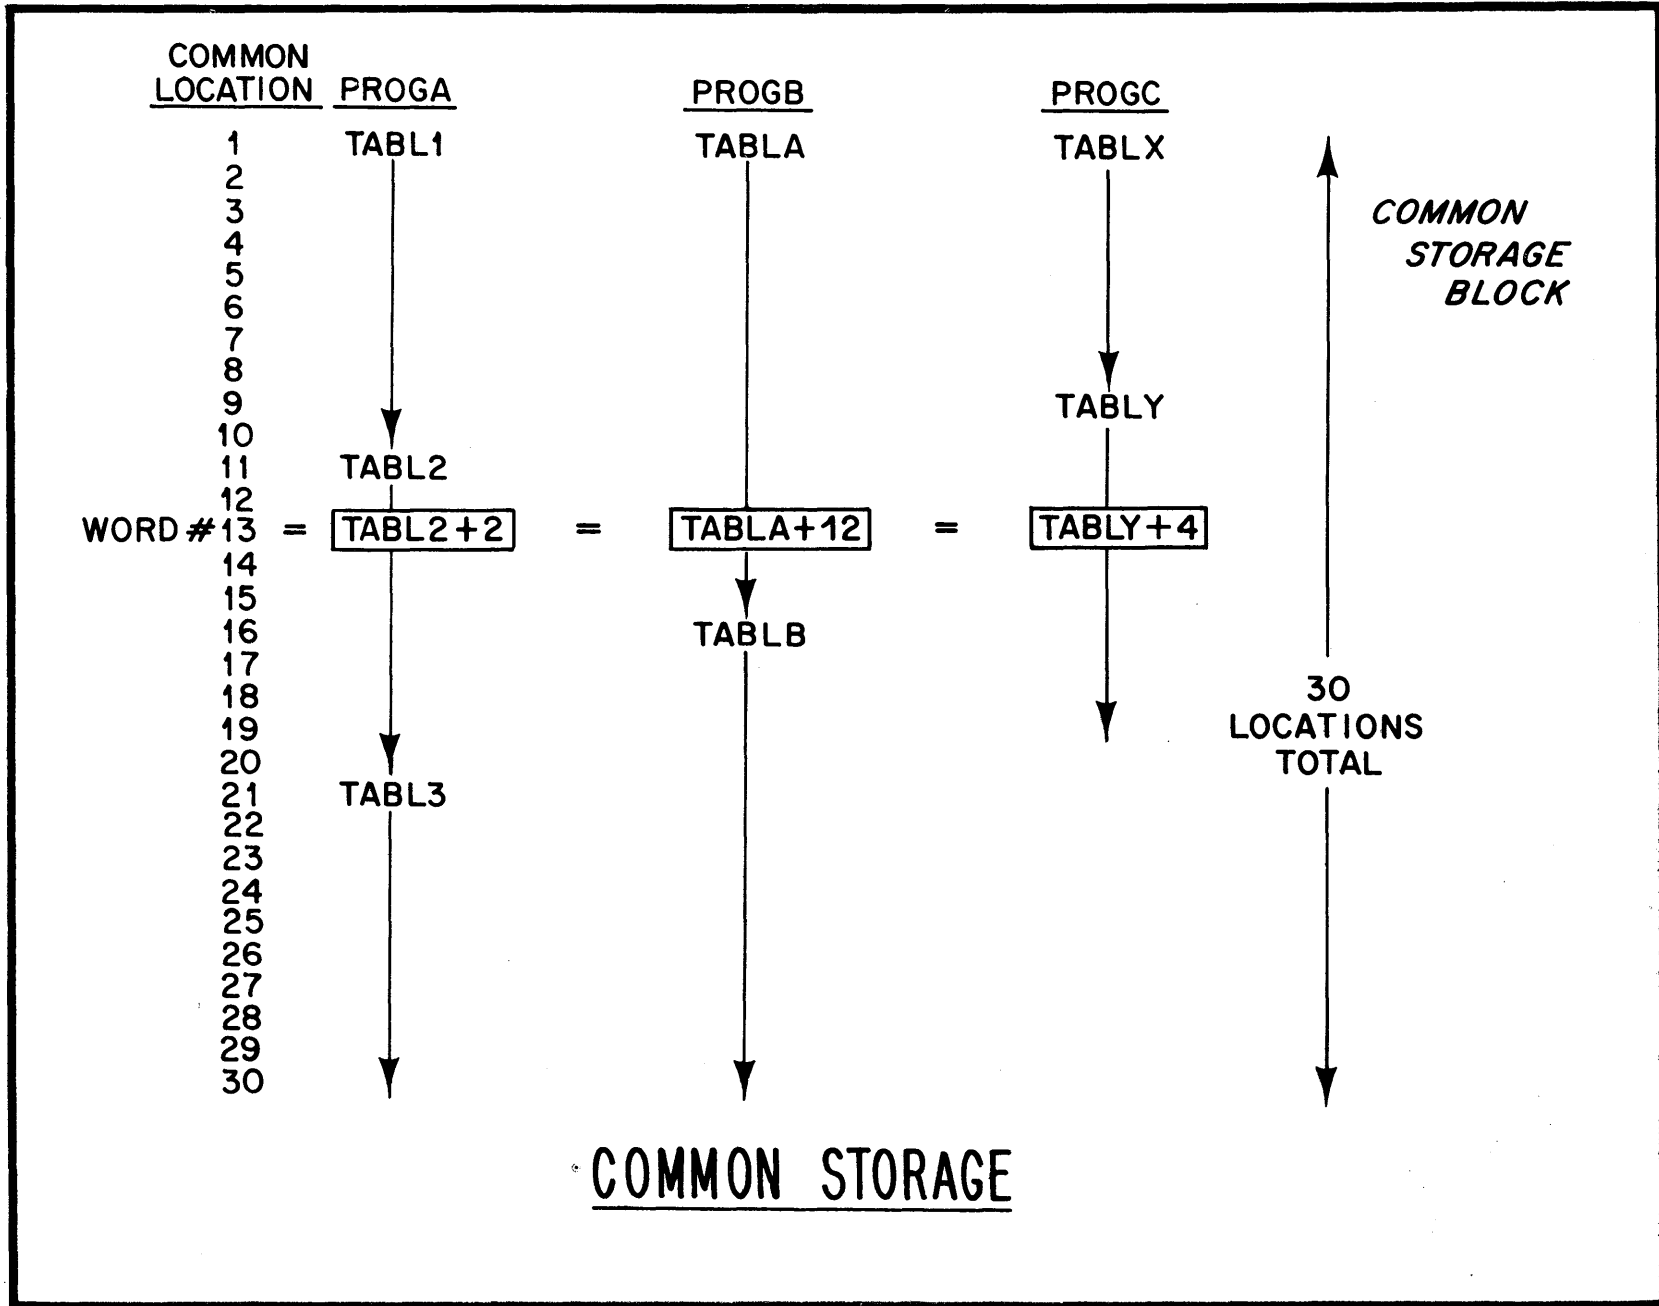 COMMON
LOCATION PROGA PROGB PROGC
1 TABL1 TABLA TABLX
2
3 COMMON
4 STORAGE
5 BLOCK
6
7
8
9 TABLY
10
11 TABL2
12
WORD #13 = TABL2+2 = TABLA+12 = TABLY+4
14
15
16 TABLB
17
18 30
19 LOCATIONS
20 TOTAL
21 TABL3
22
23
24
25
26
27
28
29
30
COMMON STORAGE